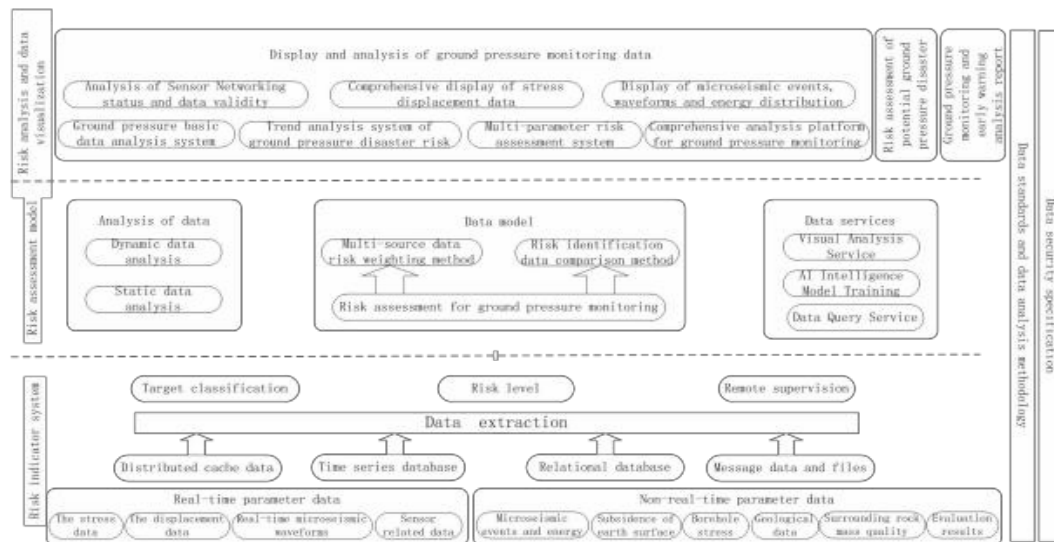 Risk analysis and data
visualization
Display and analysis of ground pressure monitoring data
Analysis of Sensor Networking
status and data validity
Comprehensive display of stress
displacement data
Display of microseismic events,
waveforms and energy distribution
Ground pressure basic
data analysis system
Trend analysis system of
ground pressure disaster risk
Multi-parameter risk
assessment system
Comprehensive analysis platform
for ground pressure monitoring
Risk assessment of
potential ground
pressure disaster
Ground pressure
monitoring and
early warning
analysis report
Risk assessment model
Analysis of data
Dynamic data
analysis
Static data
analysis
Data model
Multi-source data
risk weighting method
Risk identification
data comparison method
Risk assessment for ground pressure monitoring
Data services
Visual Analysis
Service
AI Intelligence
Model Training
Data Query Service
Risk indicator system
Target classification
Risk level
Remote supervision
Data extraction
Distributed cache data
Time series database
Relational database
Message data and files
Real-time parameter data
The stress
data
The displacement
data
Real-time microseismic
waveforms
Sensor
related data
Non-real-time parameter data
Microseismic
events and energy
Subsidence of
earth surface
Borehole
stress
Geological
data
Surrounding rock
mass quality
Evaluation
results
Data standards and data analysis methodology
Data security specification